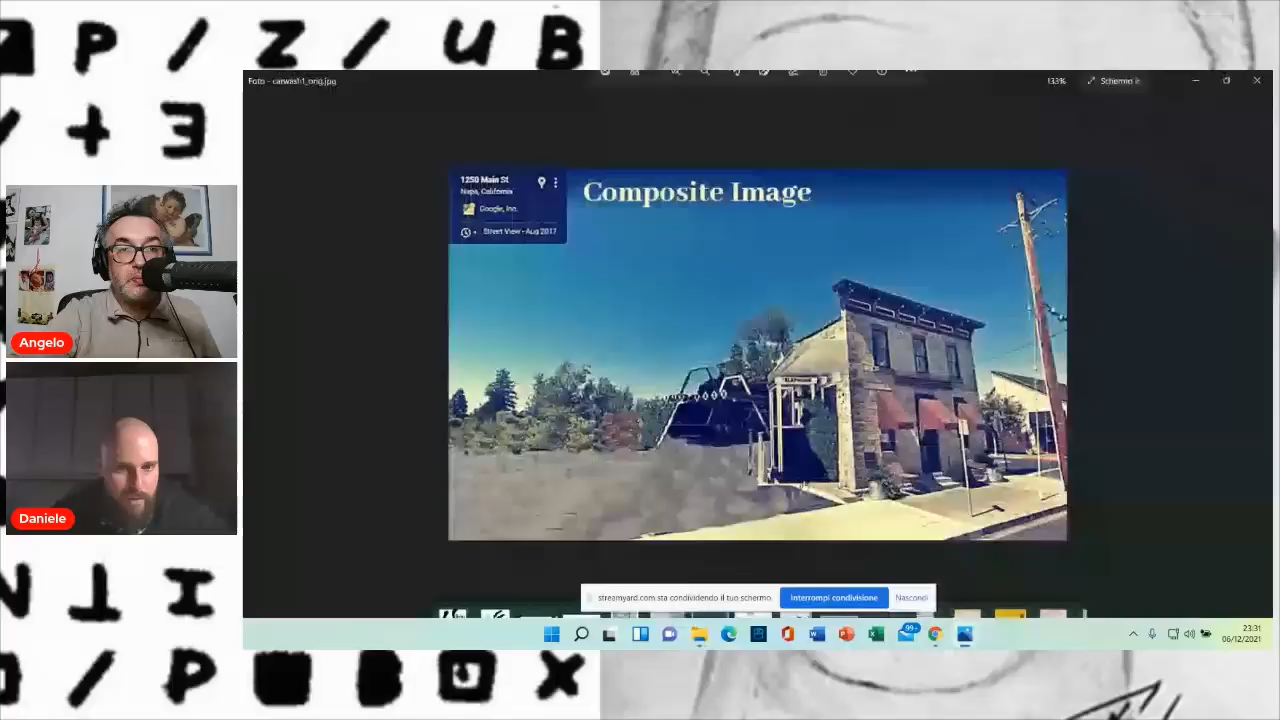 P / Z / U B
+ 3
Foto - carwash1_orig.jpg
133%
1250 Main St
Napa, California
Google, Inc.
Street View - Aug 2017
Composite Image
Angelo
Daniele
streamyard.com sta condividendo il tuo schermo.
Interrompi condivisione
Nascondi
99+
23:31
06/12/2021